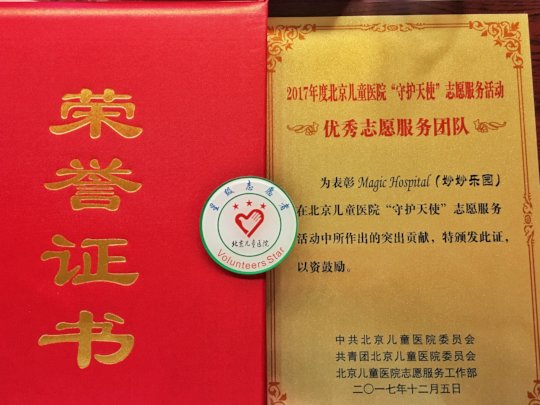 荣誉证书
星级志愿者
北京儿童医院
Volunteers Star
2017年度北京儿童医院“守护天使”志愿服务活动
优秀志愿服务团队
为表彰 Magic Hospital (妙妙乐园)
在北京儿童医院“守护天使”志愿服务
活动中所作出的突出贡献，特颁发此证，
以资鼓励。
中共北京儿童医院委员会
共青团北京儿童医院委员会
北京儿童医院志愿服务工作部
二〇一七年十二月五日